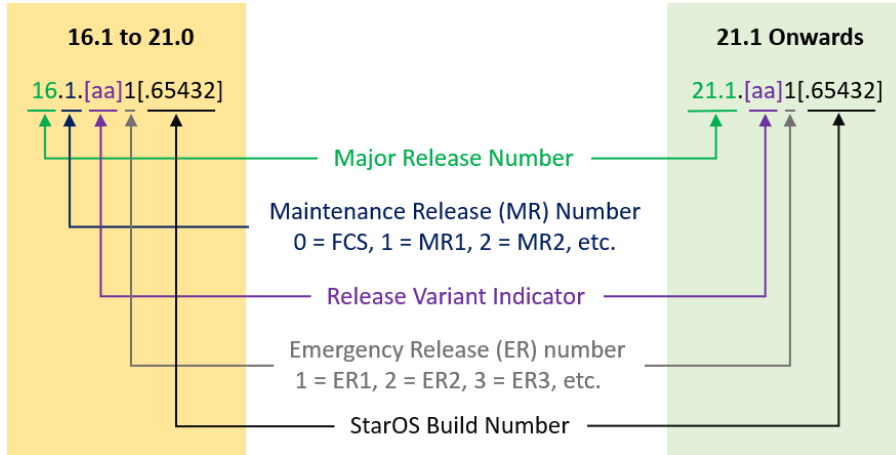 16.1 to 21.0
21.1 Onwards
16.1.[aa]1[.65432]
21.1.[aa]1[.65432]
Major Release Number
Maintenance Release (MR) Number
0 = FCS, 1 = MR1, 2 = MR2, etc.
Release Variant Indicator
Emergency Release (ER) number
1 = ER1, 2 = ER2, 3 = ER3, etc.
StarOS Build Number